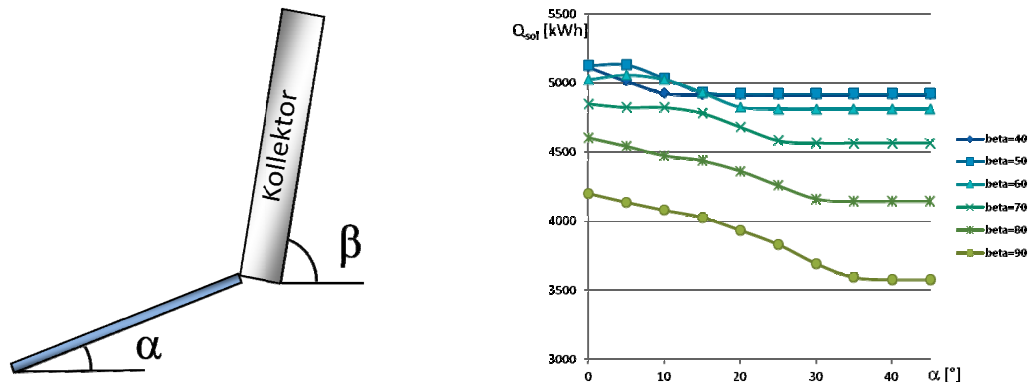 Kollektor
β
α
Qsol [kWh]
5500
5000
4500
4000
3500
3000
0
10
20
30
40
α [°]
beta=40
beta=50
beta=60
beta=70
beta=80
beta=90